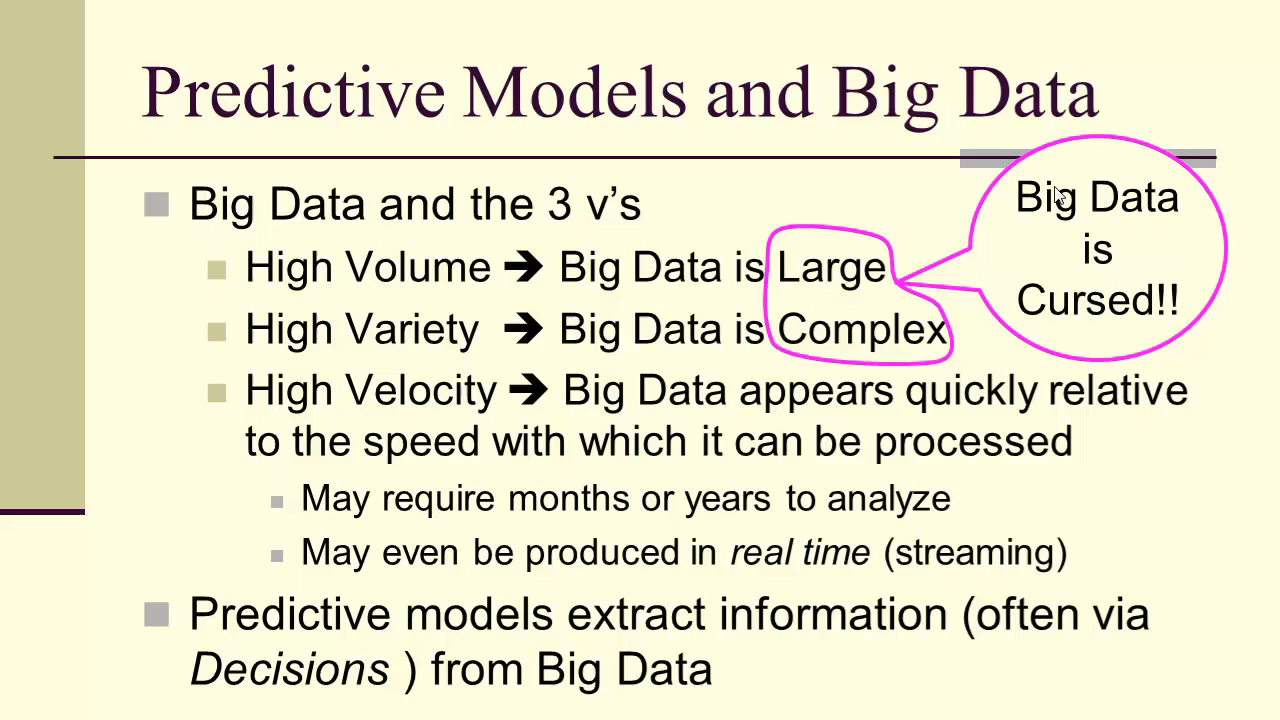 Predictive Models and Big Data
Big Data and the 3 v’s
High Volume ➔ Big Data is Large
High Variety ➔ Big Data is Complex
Big Data
is
Cursed!!
High Velocity ➔ Big Data appears quickly relative
to the speed with which it can be processed
May require months or years to analyze
May even be produced in real time (streaming)
Predictive models extract information (often via
Decisions ) from Big Data